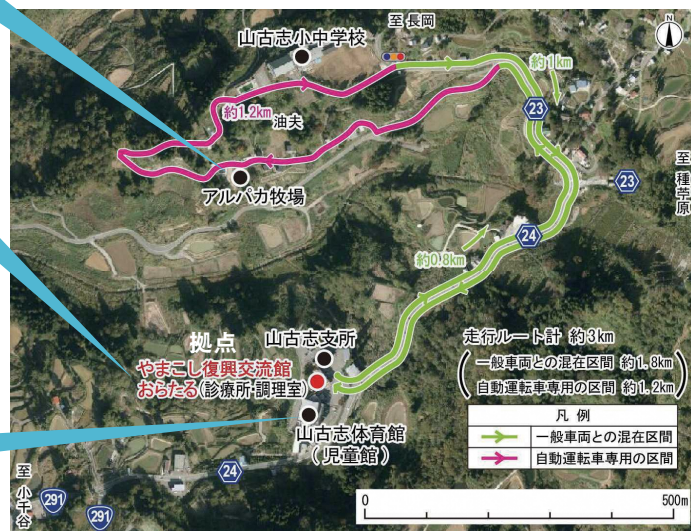 至 長岡
N
山古志小中学校
約1km
約1.2km
油夫
23
至 種苧原
23
アルパカ牧場
24
約0.8km
拠点
山古志支所
やまこし復興交流館
おらたる(診療所・調理室)
山古志体育館
(児童館)
走行ルート計 約3km
一般車両との混在区間 約1.8km
自動運転車専用の区間 約1.2km
凡 例
一般車両との混在区間
自動運転車専用の区間
24
至 小千谷
291
291
0
500m